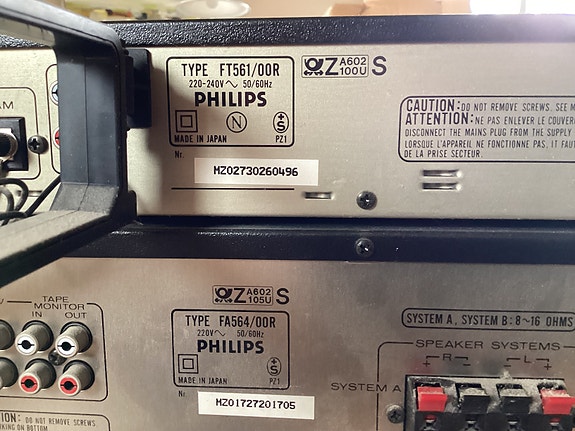 TYPE FT561/00R
220-240V~ 50/60Hz
PHILIPS
N
S
MADE IN JAPAN
PZ1
Nr.
MZ02730260496
Z A602 100U S
CAUTION: DO NOT REMOVE SCREWS, SEE
ATTENTION: NE PAS ENLEVER LE
DISCONNECT THE MAINS PLUG FROM THE SUPPLY
LORSQUE L'APPAREIL NE FONCTIONNE PAS, IL
DE LA PRISE SECTEUR.
AM
Z A602 105U S
TYPE FA564/00R
220V~ 50/60Hz
PHILIPS
S
MADE IN JAPAN
PZ1
Nr.
MZ01727201705
TAPE
MONITOR
IN OUT
DO NOT REMOVE SCREWS.
ON BOTTOM
SYSTEM A, SYSTEM B: 8~16 OHMS
SPEAKER SYSTEMS
+ R - - L +
SYSTEM A